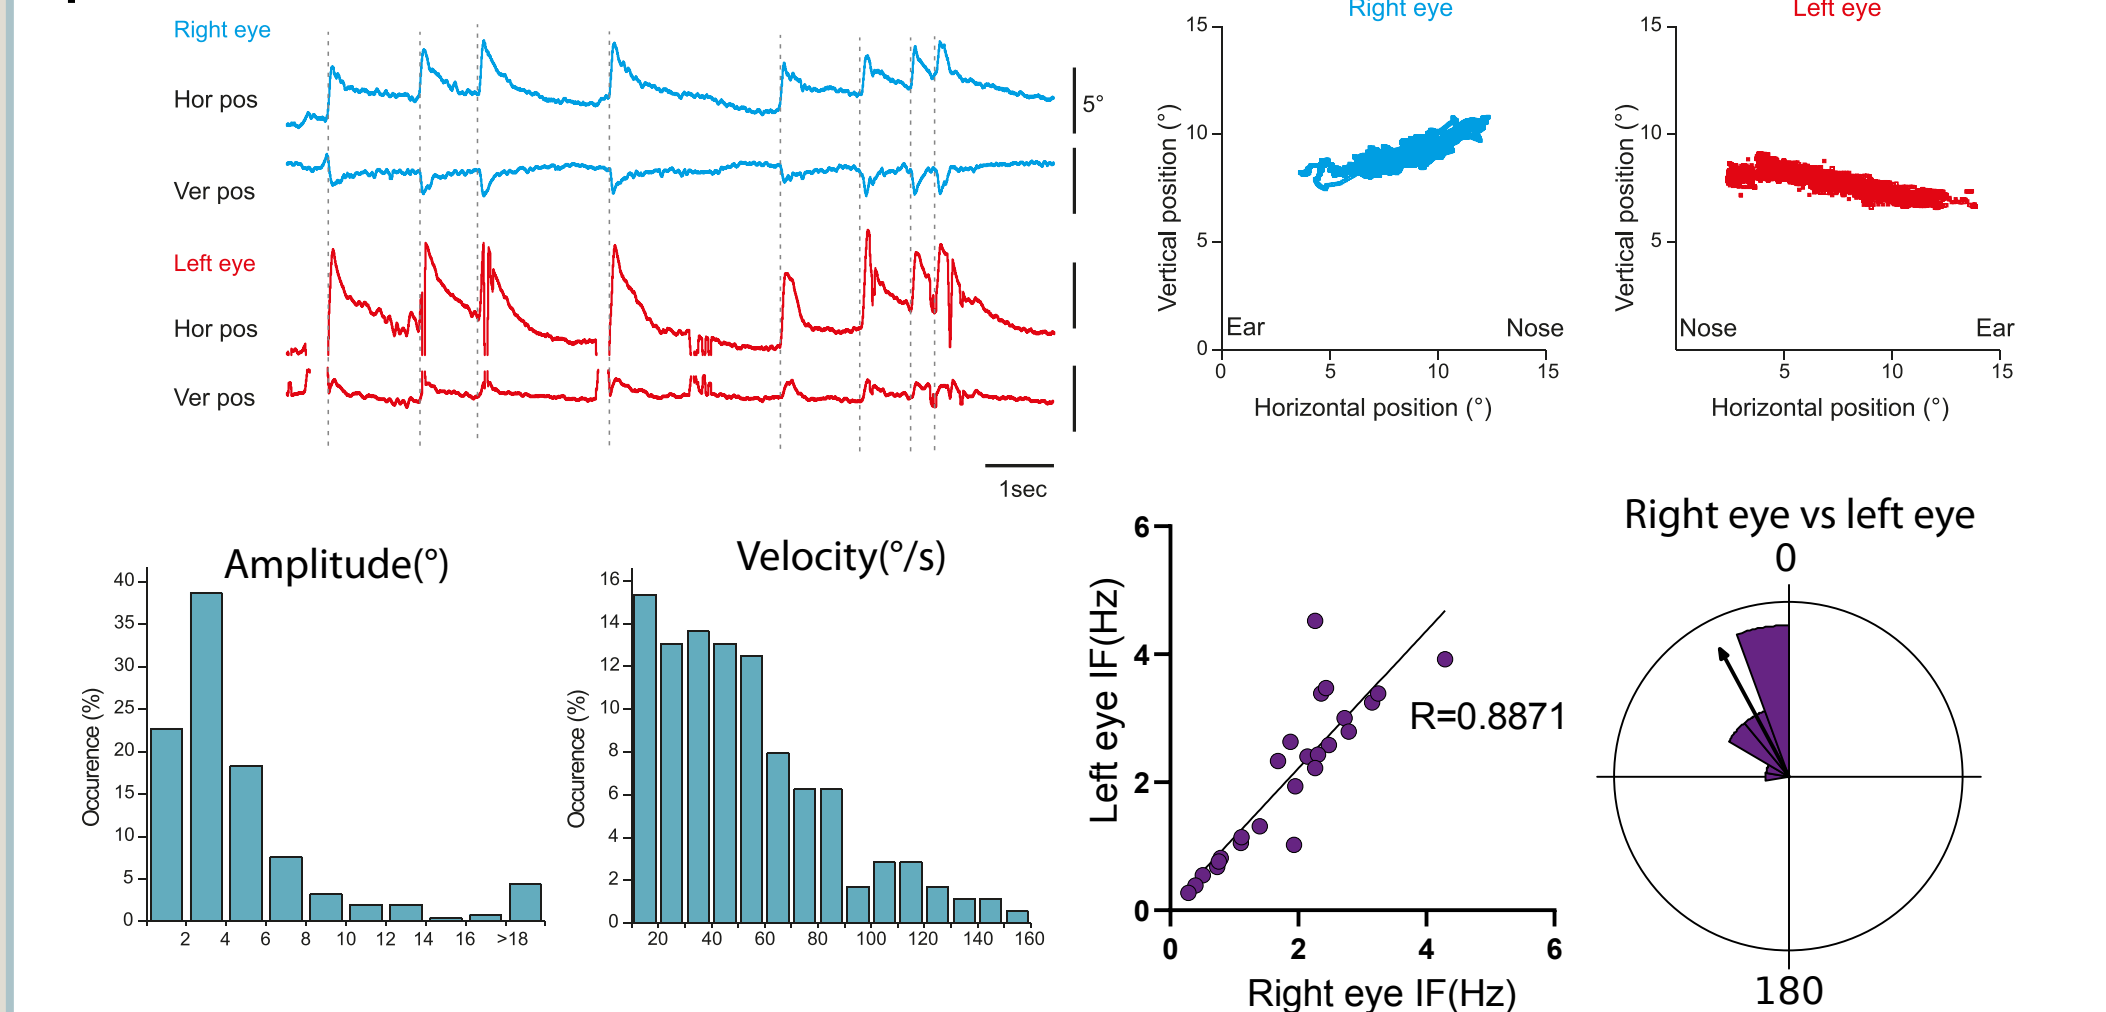 Right eye
Hor pos
5°
Ver pos
Left eye
Hor pos
Ver pos
1sec
Right eye
15
10
5
0
Vertical position (°)
Ear
Nose
0
5
10
15
Horizontal position (°)
Left eye
15
10
5
Vertical position (°)
Nose
Ear
5
10
15
Horizontal position (°)
Amplitude(°)
40
35
30
25
20
15
10
5
0
Occurence (%)
2
4
6
8
10
12
14
16
>18
Velocity(°/s)
16
14
12
10
8
6
4
2
0
Occurence (%)
20
40
60
80
100
120
140
160
6
4
2
0
Left eye IF(Hz)
R=0.8871
0
2
4
6
Right eye IF(Hz)
Right eye vs left eye
0
180